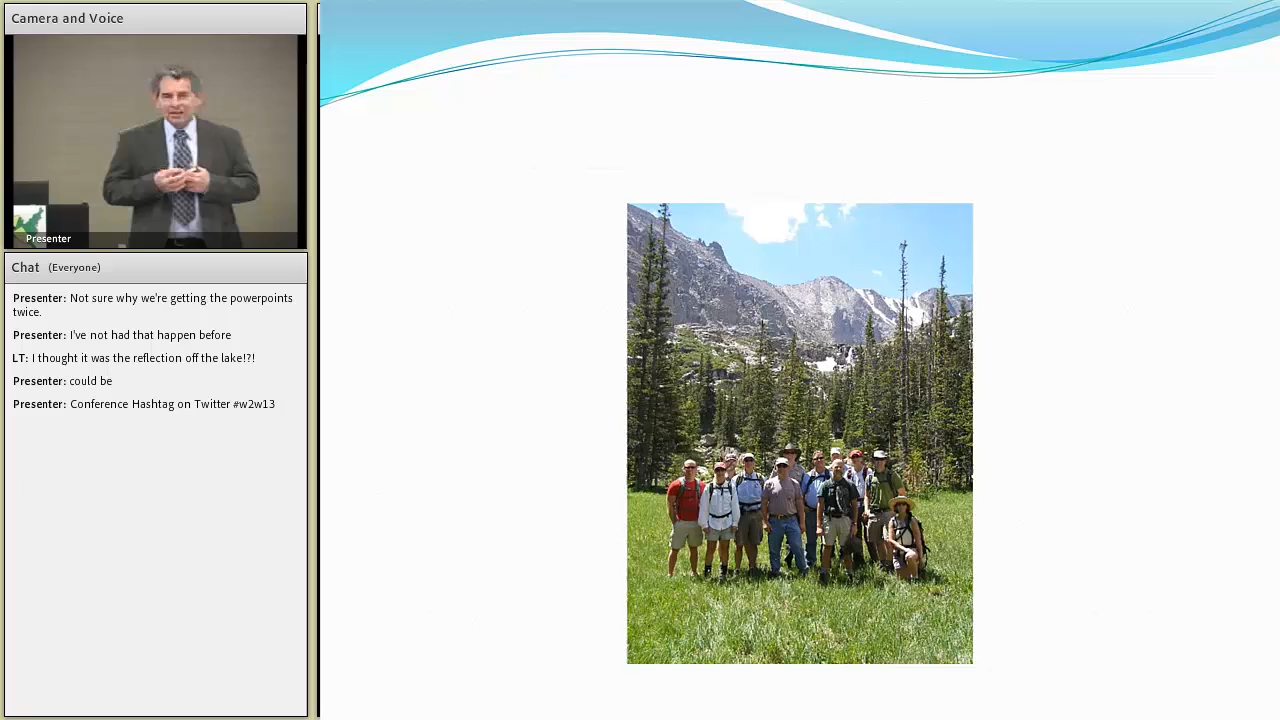 Camera and Voice
Presenter
Chat (Everyone)
Presenter: Not sure why we're getting the powerpoints
twice.
Presenter: I've not had that happen before
LT: I thought it was the reflection off the lake!?!
Presenter: could be
Presenter: Conference Hashtag on Twitter #w2w13